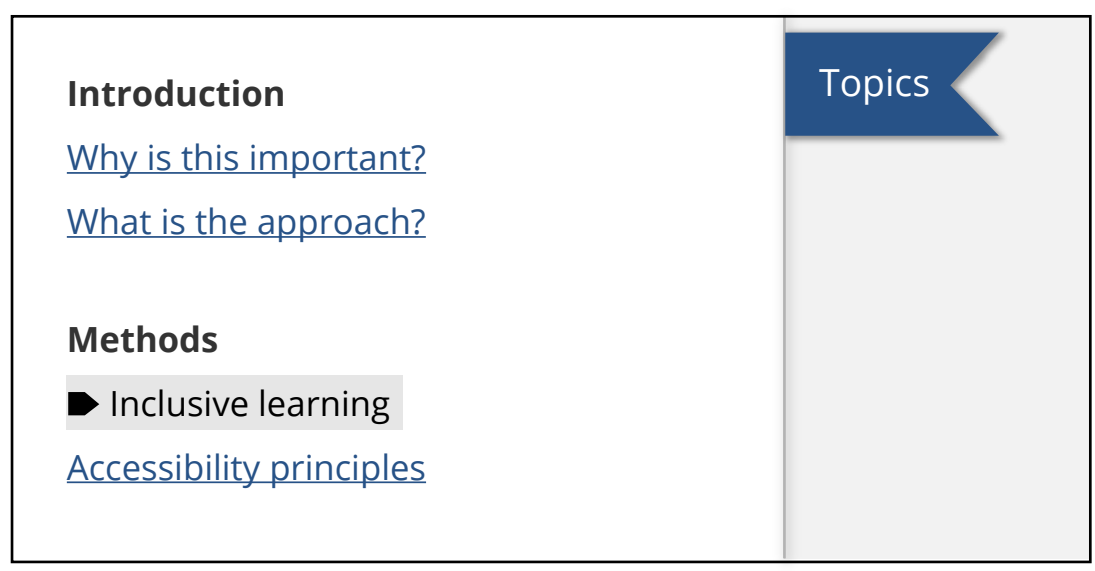 Topics
Introduction
Why is this important?
What is the approach?
Methods
Inclusive learning
Accessibility principles